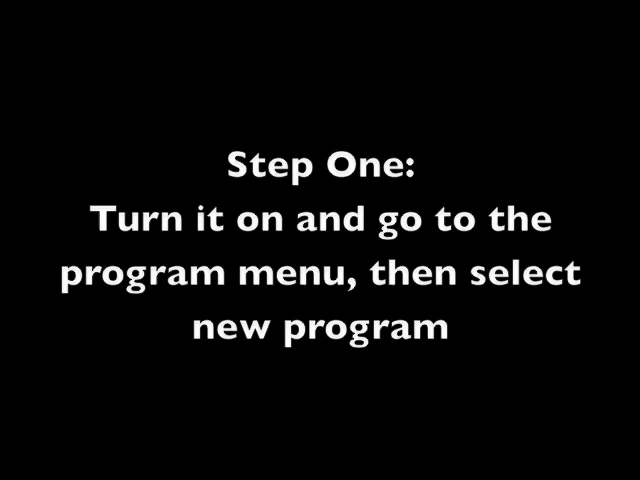 Step One:
Turn it on and go to the
program menu, then select
new program